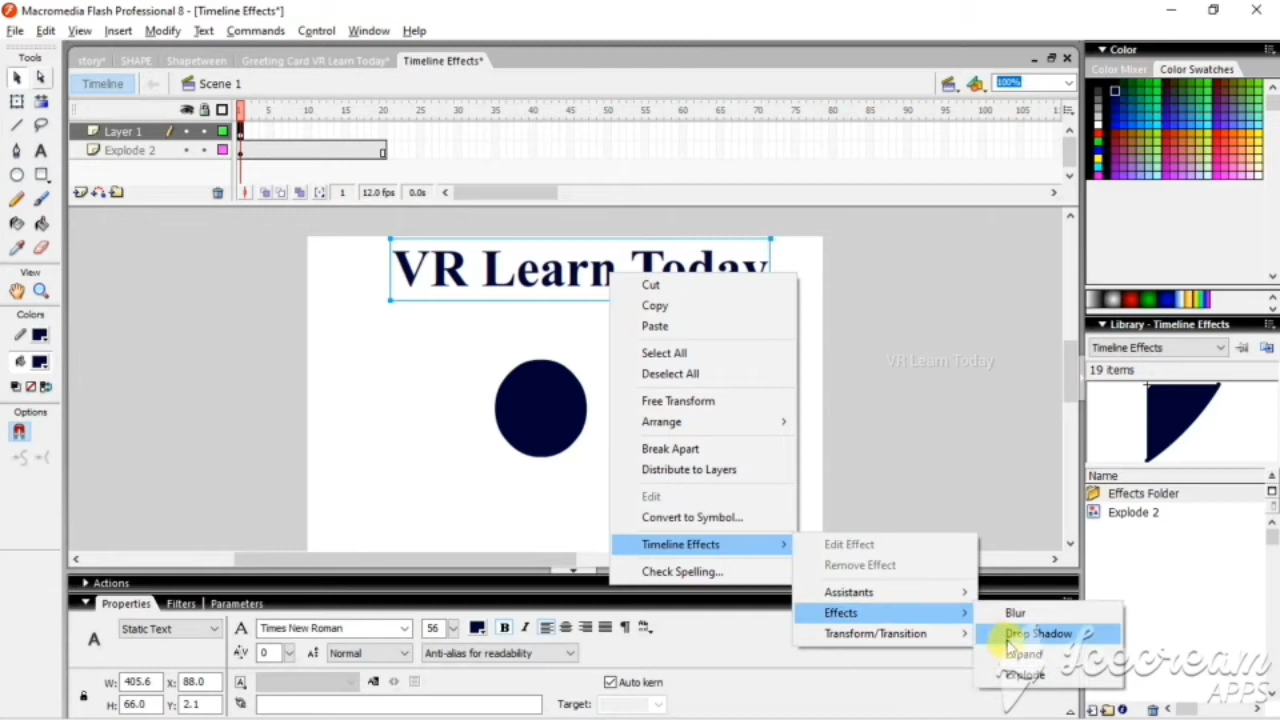 Macromedia Flash Professional 8 - [Timeline Effects*]
File Edit View Insert Modify Text Commands Control Window Help
Tools
View
Colors
Options
story* SHAPE Shapetween Greeting Card VR Learn Today* Timeline Effects*
Timeline Scene 1 100%
1 5 10 15 20 25 30 35 40 45 50 55 60 65 70 75 80 85 90 95 100 105
Layer 1
Explode 2
1 12.0 fps 0.0s
VR Learn Today
Cut
Copy
Paste
Select All
Deselect All
Free Transform
Arrange
Break Apart
Distribute to Layers
Edit
Convert to Symbol...
Timeline Effects
Check Spelling...
Edit Effect
Remove Effect
Assistants
Effects
Transform/Transition
Blur
Drop Shadow
Expand
Explode
VR Learn Today
Color
Color Mixer Color Swatches
Library - Timeline Effects
Timeline Effects
19 items
Name
Effects Folder
Explode 2
Actions
Properties Filters Parameters
A Static Text A Times New Roman 56 B I
A/V 0 Normal Anti-alias for readability
W: 405.6 X: 88.0 Auto kern
H: 66.0 Y: 2.1 Target:
Icecream
APPS